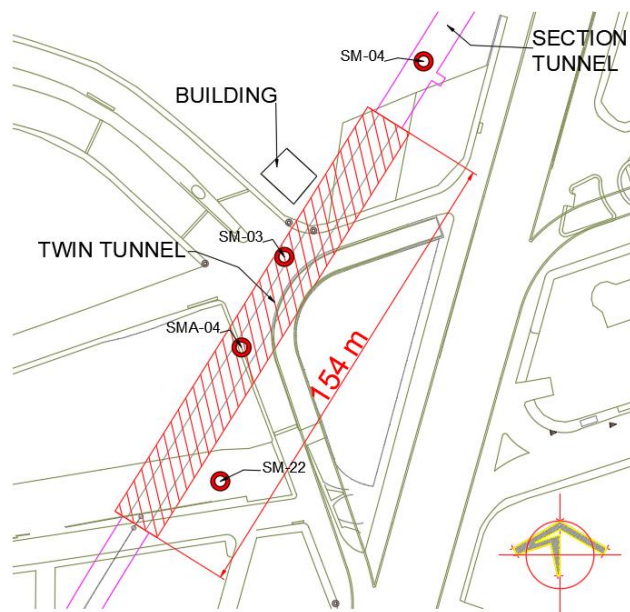 SM-04
SECTION
TUNNEL
BUILDING
SM-03
TWIN TUNNEL
SMA-04
154 m
SM-22